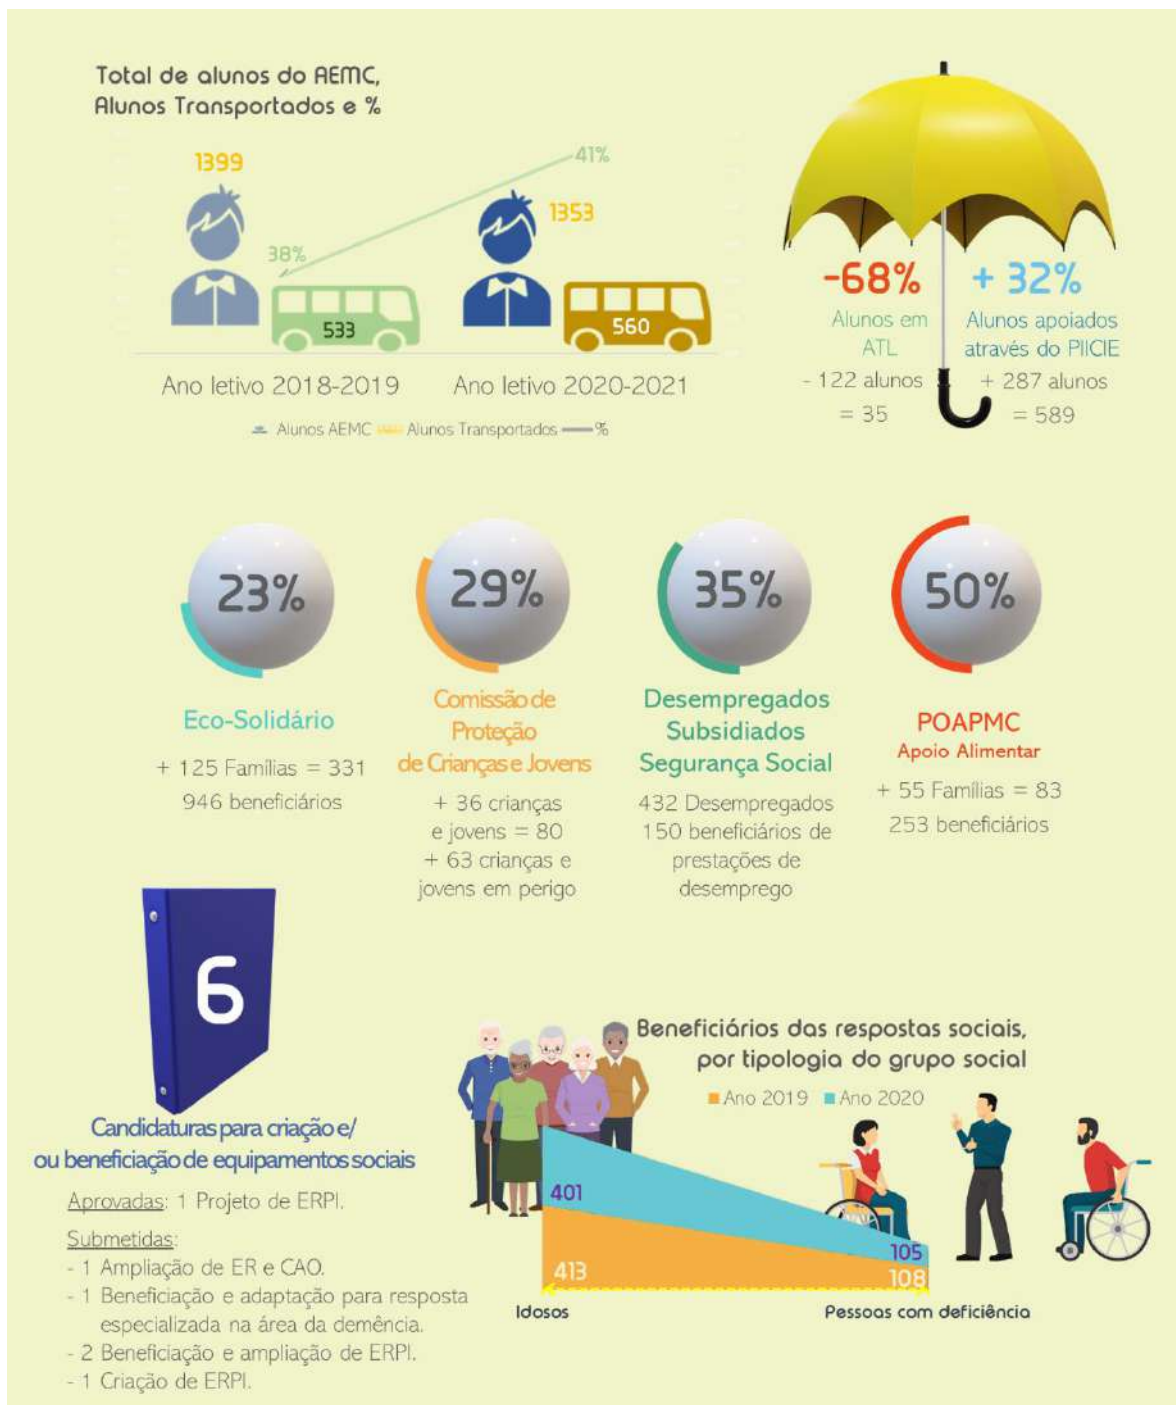 Total de alunos do AEMC,
Alunos Transportados e %
1399
41%
1353
38%
533
560
Ano letivo 2018-2019
Ano letivo 2020-2021
Alunos AEMC Alunos Transportados %
-68%
Alunos em
ATL
- 122 alunos
= 35
+ 32%
Alunos apoiados
através do PIICIE
+ 287 alunos
= 589
23%
Eco-Solidário
+ 125 Famílias = 331
946 beneficiários
29%
Comissão de
Proteção
de Crianças e Jovens
+ 36 crianças
e jovens = 80
+ 63 crianças e
jovens em perigo
35%
Desempregados
Subsidiados
Segurança Social
432 Desempregados
150 beneficiários de
prestações de
desemprego
50%
POAPMC
Apoio Alimentar
+ 55 Famílias = 83
253 beneficiários
6
Candidaturas para criação e/
ou beneficiação de equipamentos sociais
Aprovadas: 1 Projeto de ERPI.
Submetidas:
- 1 Ampliação de ER e CAO.
- 1 Beneficiação e adaptação para resposta
especializada na área da demência.
- 2 Beneficiação e ampliação de ERPI.
- 1 Criação de ERPI.
Beneficiários das respostas sociais,
por tipologia do grupo social
Ano 2019 Ano 2020
401
105
413
108
Idosos
Pessoas com deficiência